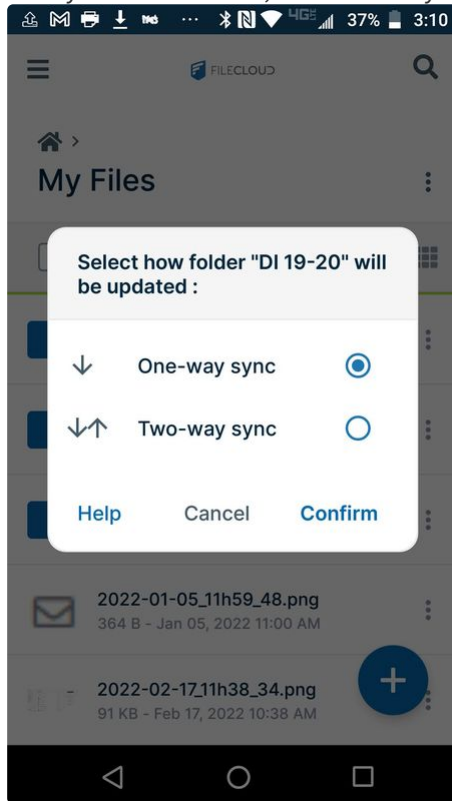 4GE 37% 3:10
FILECLOUD
>
My Files
Select how folder "DI 19-20" will
be updated :
One-way sync
Two-way sync
Help Cancel Confirm
2022-01-05_11h59_48.png
364 B - Jan 05, 2022 11:00 AM
2022-02-17_11h38_34.png
91 KB - Feb 17, 2022 10:38 AM